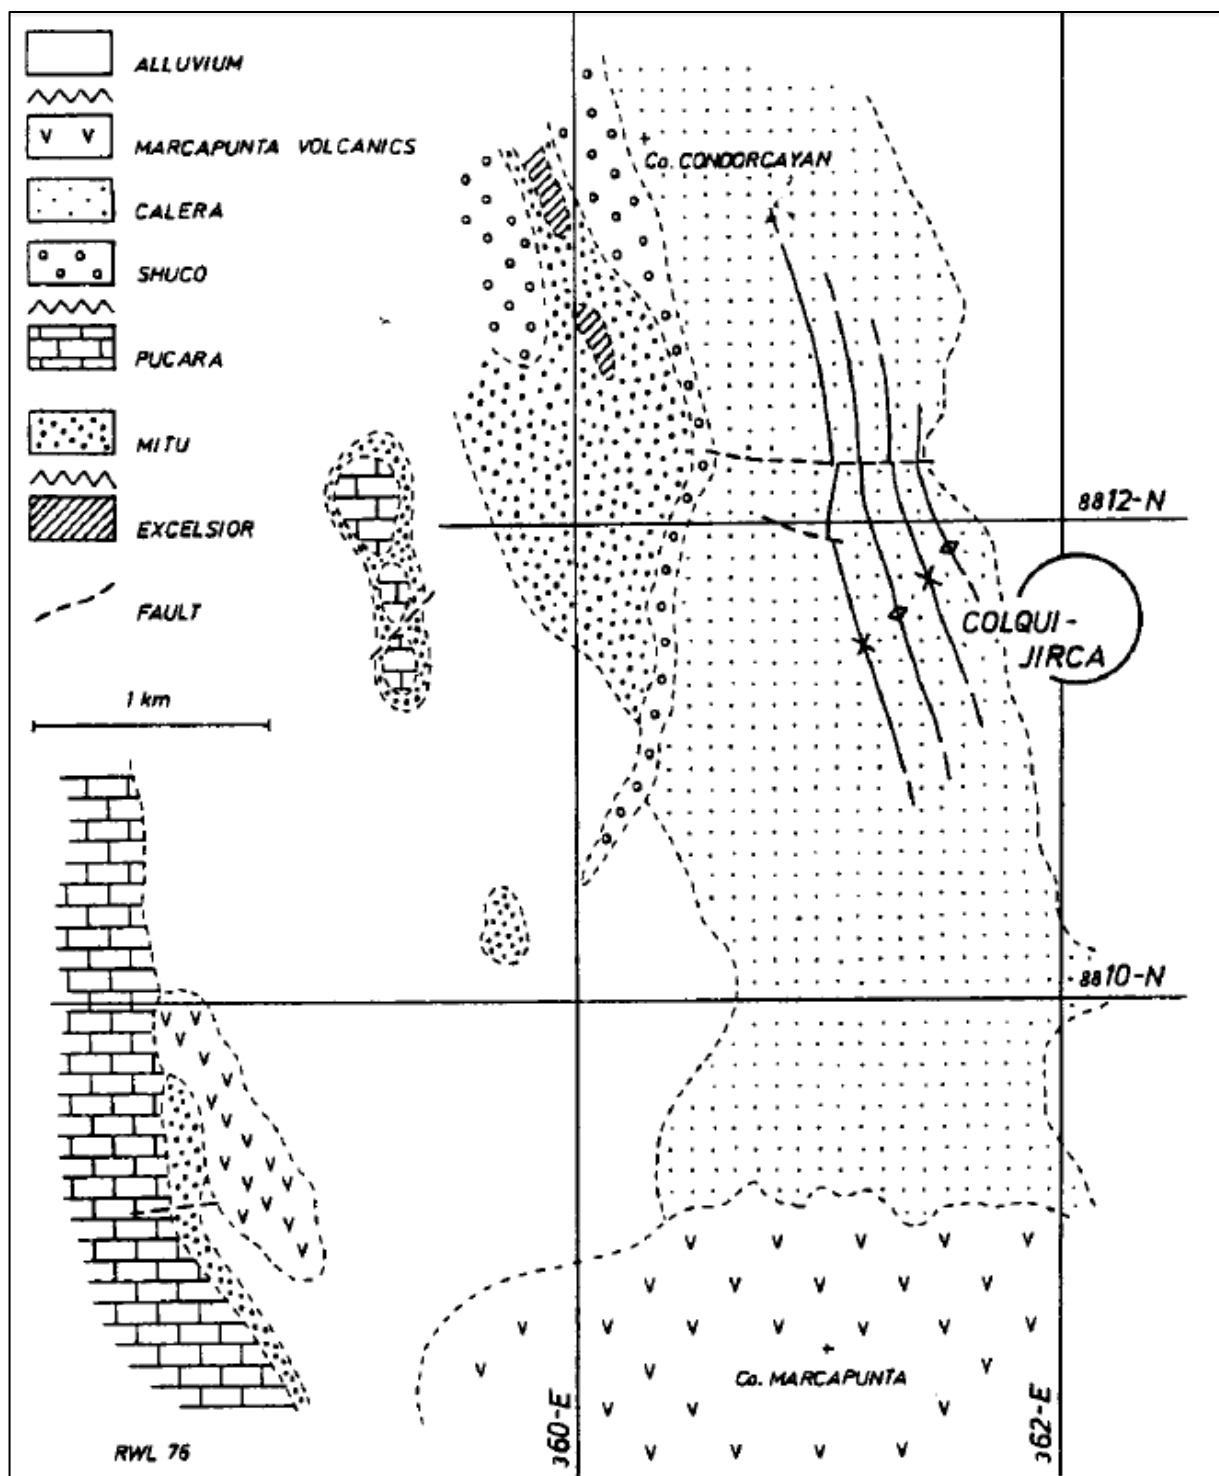 ALLUVIUM
MARCAPUNTA VOLCANICS
CALERA
SHUCO
PUCARA
MITU
EXCELSIOR
FAULT
1 km
Co. CONDORCAYAN
8812-N
COLQUI-
JIRCA
8810-N
Co. MARCAPUNTA
360-E
362-E
RWL 76